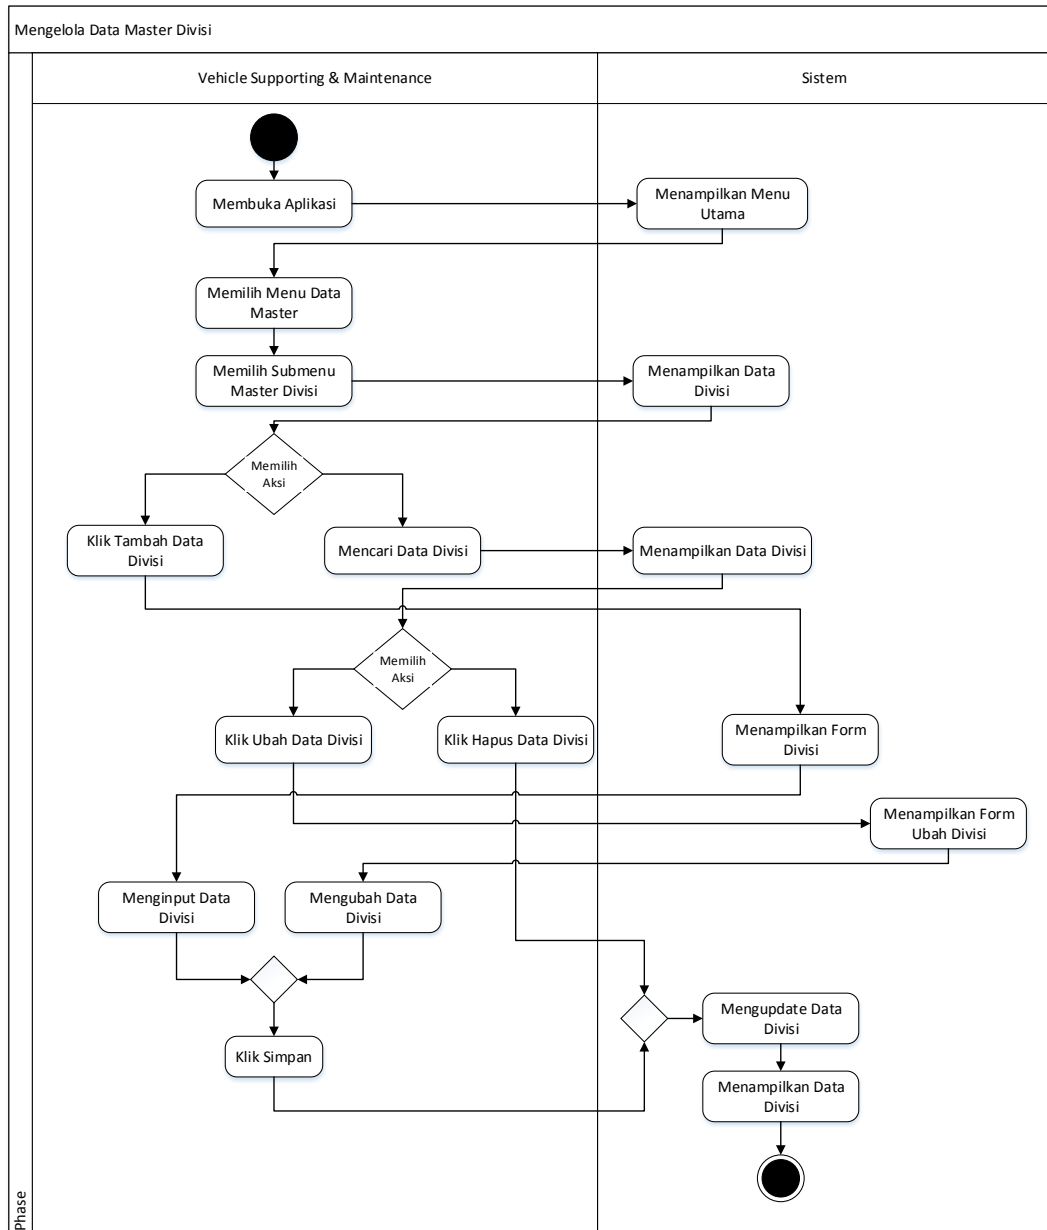 Mengelola Data Master Divisi
Vehicle Supporting & Maintenance
Sistem
Membuka Aplikasi
Menampilkan Menu
Utama
Memilih Menu Data
Master
Memilih Submenu
Master Divisi
Menampilkan Data
Divisi
Memilih
Aksi
Klik Tambah Data
Divisi
Mencari Data Divisi
Menampilkan Data Divisi
Memilih
Aksi
Klik Ubah Data Divisi
Klik Hapus Data Divisi
Menampilkan Form
Divisi
Menampilkan Form
Ubah Divisi
Menginput Data
Divisi
Mengubah Data
Divisi
Mengupdate Data
Divisi
Klik Simpan
Menampilkan Data
Divisi
Phase